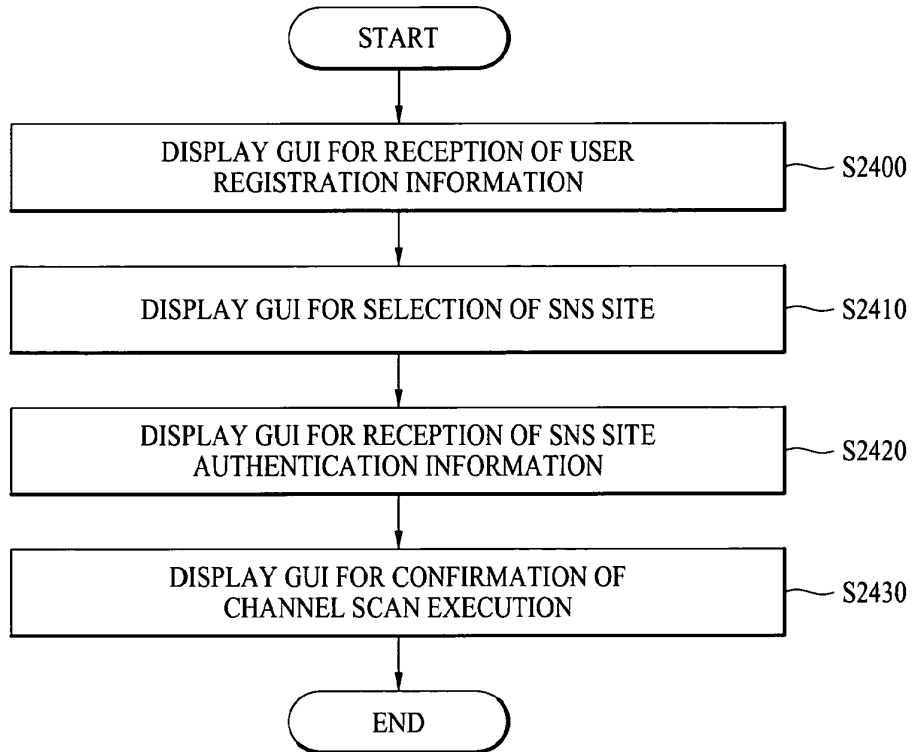 START
DISPLAY GUI FOR RECEPTION OF USER
REGISTRATION INFORMATION
S2400
DISPLAY GUI FOR SELECTION OF SNS SITE
S2410
DISPLAY GUI FOR RECEPTION OF SNS SITE
AUTHENTICATION INFORMATION
S2420
DISPLAY GUI FOR CONFIRMATION OF
CHANNEL SCAN EXECUTION
S2430
END